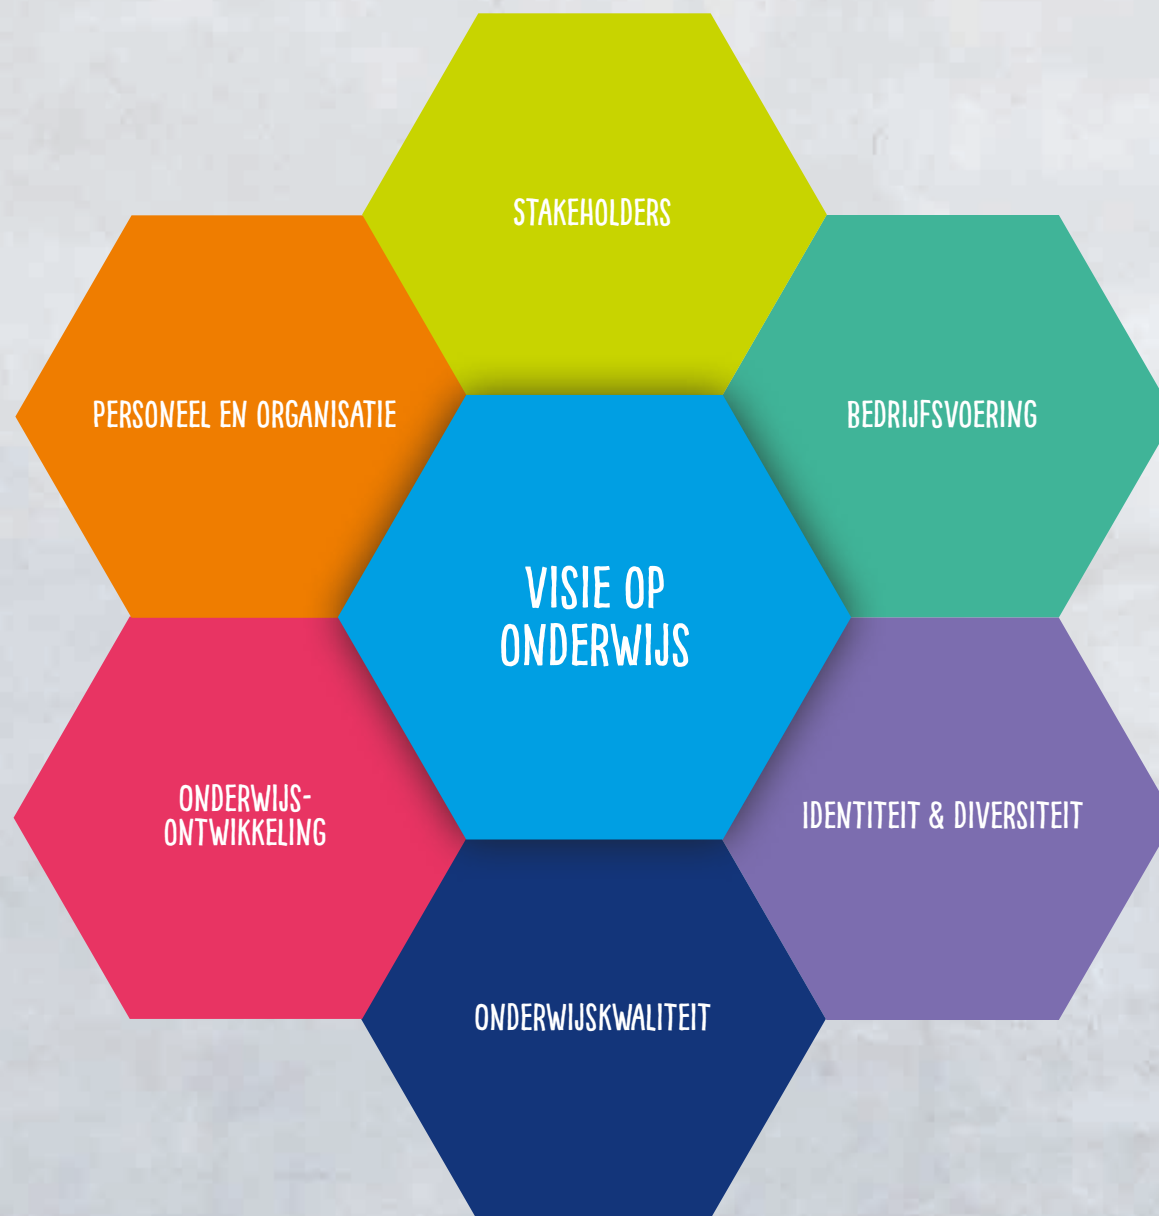 STAKEHOLDERS
PERSONEEL EN ORGANISATIE
BEDRIJFSVOERING
VISIE OP
ONDERWIJS
ONDERWIJS-
ONTWIKKELING
IDENTITEIT & DIVERSITEIT
ONDERWIJSKWALITEIT